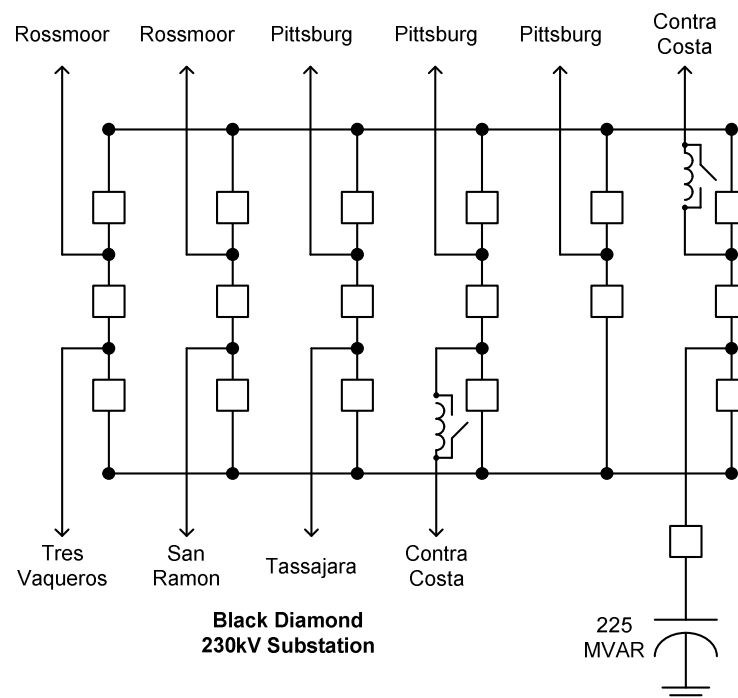 Rossmoor
Rossmoor
Pittsburg
Pittsburg
Pittsburg
Contra
Costa
Tres
Vaqueros
San
Ramon
Tassajara
Contra
Costa
Black Diamond
230kV Substation
225
MVAR